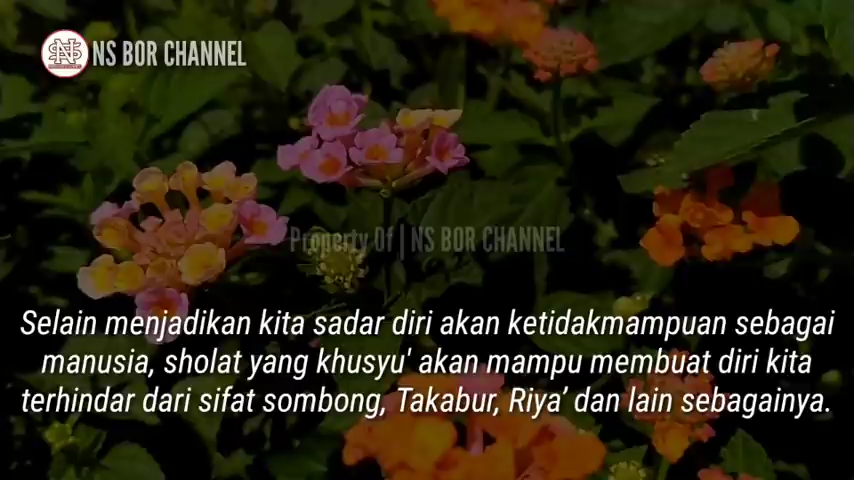 NS BOR CHANNEL
Property Of | NS BOR CHANNEL
Selain menjadikan kita sadar diri akan ketidakmampuan sebagai
manusia, sholat yang khusyu' akan mampu membuat diri kita
terhindar dari sifat sombong, Takabur, Riya’ dan lain sebagainya.